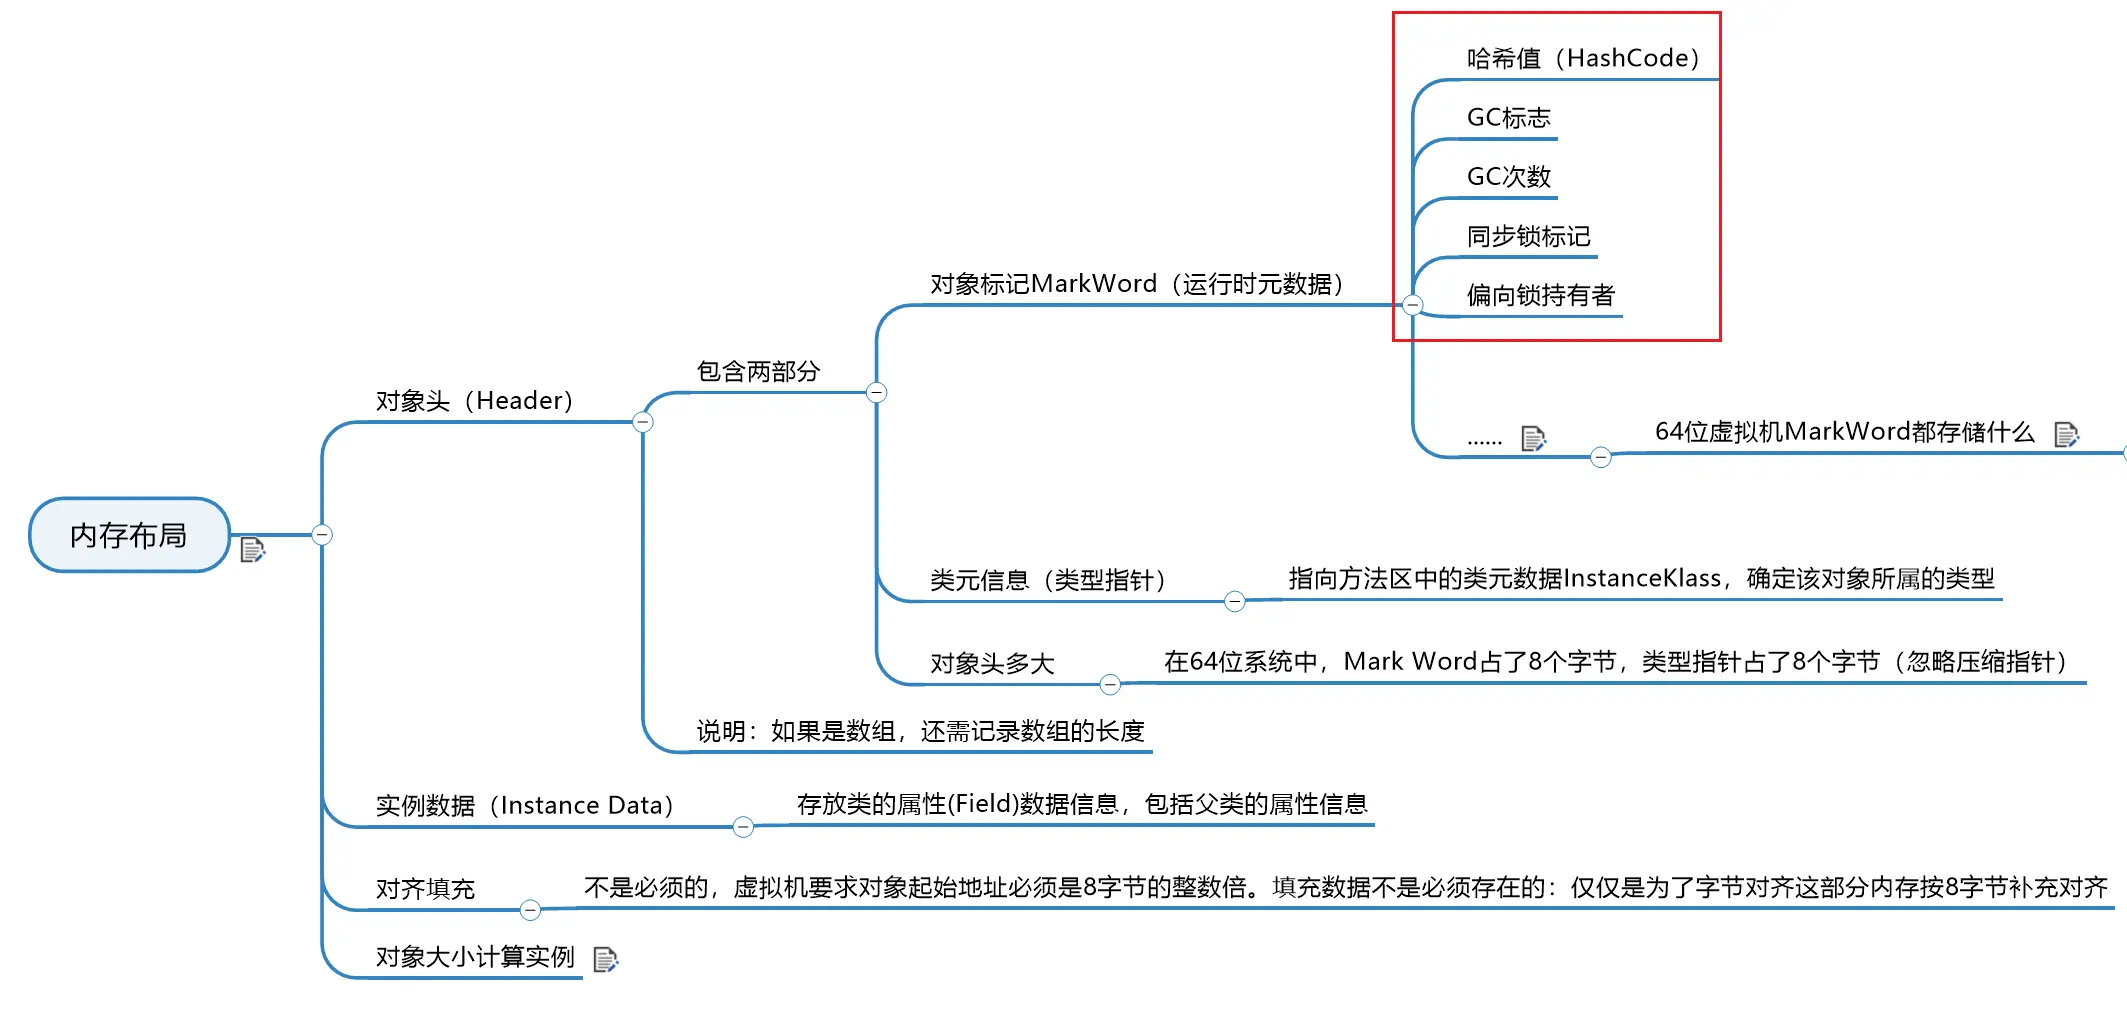 哈希值（HashCode）
GC标志
GC次数
同步锁标记
对象标记MarkWord（运行时元数据）
偏向锁持有者
包含两部分
对象头（Header）
......
64位虚拟机MarkWord都存储什么
内存布局
类元信息（类型指针）
指向方法区中的类元数据InstanceKlass，确定该对象所属的类型
对象头多大
在64位系统中，Mark Word占了8个字节，类型指针占了8个字节（忽略压缩指针）
说明：如果是数组，还需记录数组的长度
实例数据（Instance Data）
存放类的属性(Field)数据信息，包括父类的属性信息
对齐填充
不是必须的，虚拟机要求对象起始地址必须是8字节的整数倍。填充数据不是必须存在的：仅仅是为了字节对齐这部分内存按8字节补充对齐
对象大小计算实例